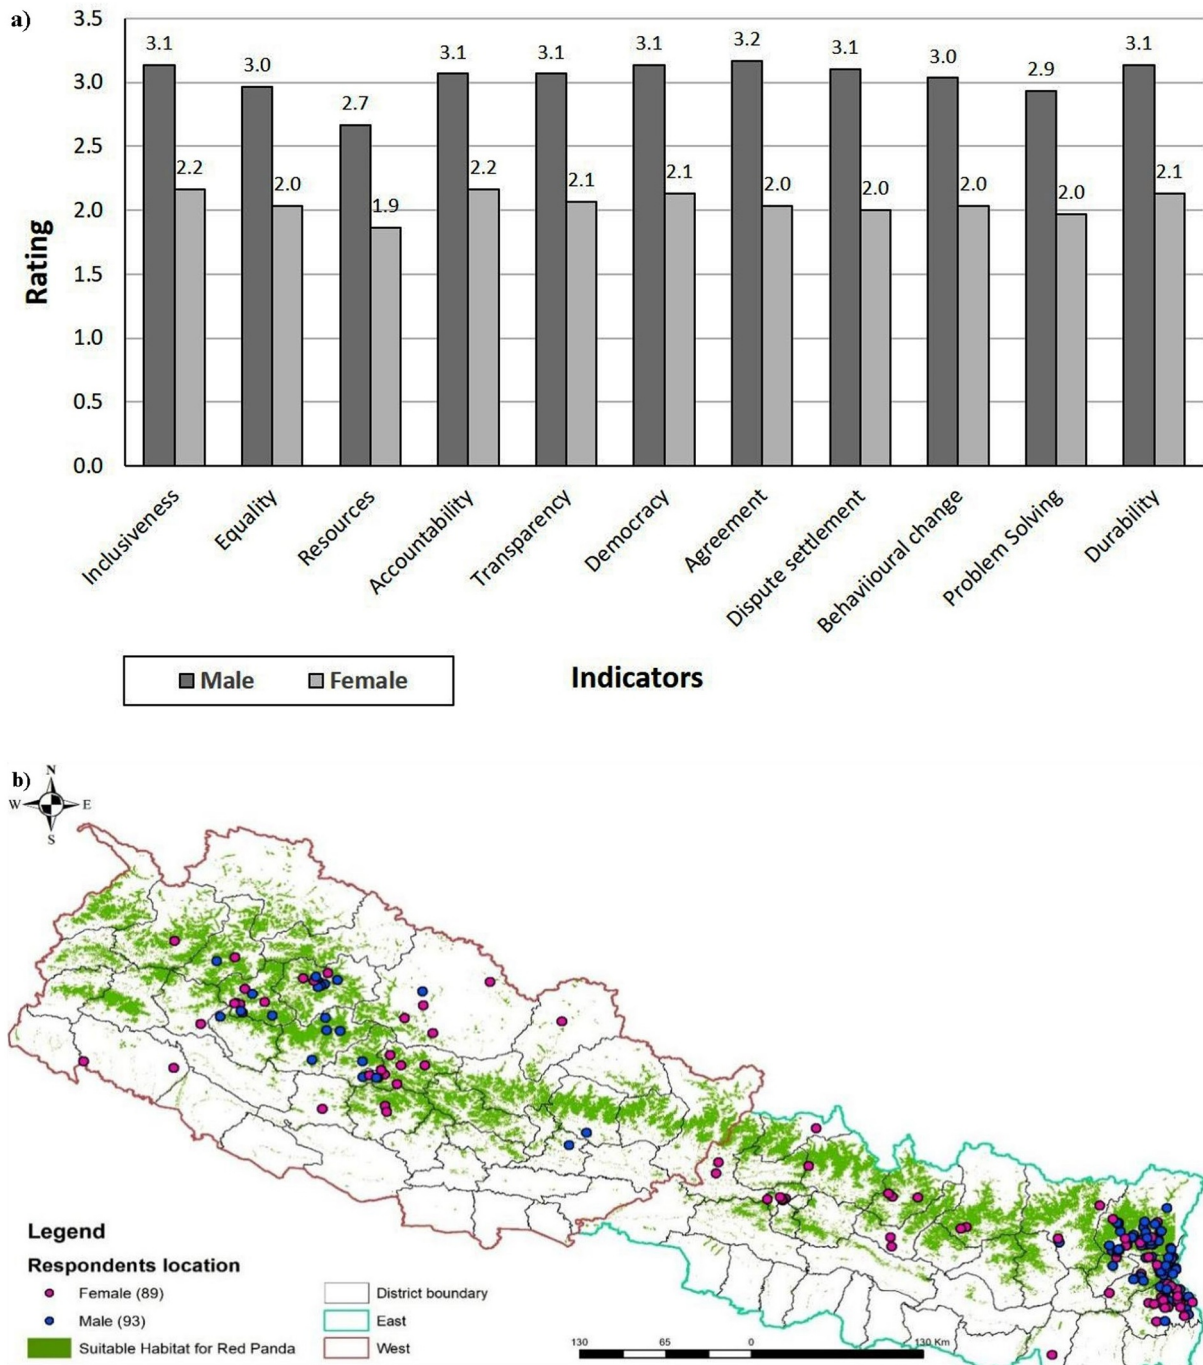 a)
3.5
3.0
2.5
2.0
1.5
1.0
0.5
0.0
Rating
3.1 3.0 2.7 3.1 3.1 3.1 3.2 3.1 3.0 2.9 3.1
2.2 2.0 1.9 2.2 2.1 2.1 2.0 2.0 2.0 2.0 2.1
Inclusiveness
Equality
Resources
Accountability
Transparency
Democracy
Agreement
Dispute settlement
Behaviioural change
Problem Solving
Durability
Male Female
Indicators
b)
N
W E
S
Legend
Respondents location
Female (89)
Male (93)
Suitable Habitat for Red Panda
District boundary
East
West
130 65 0 130 Km